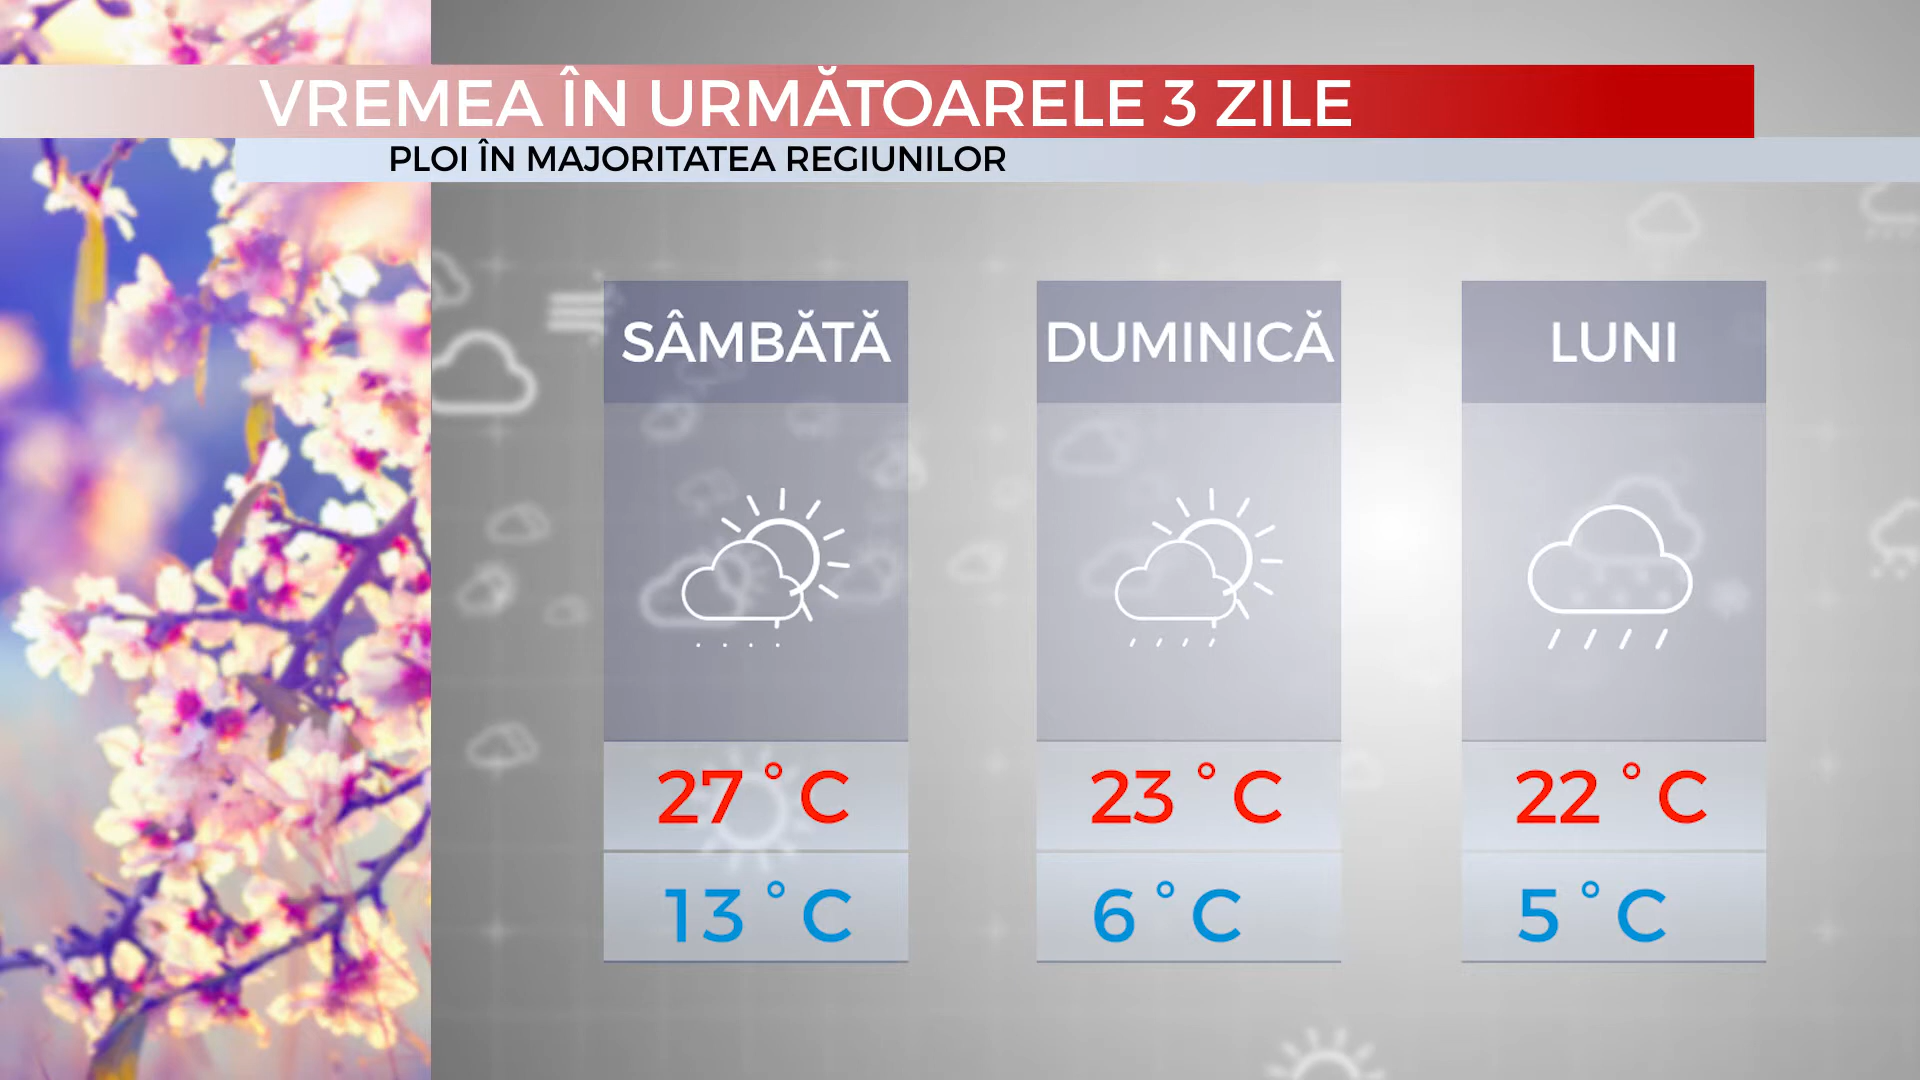 VREMEA ÎN URMĂTOARELE 3 ZILE
PLOI ÎN MAJORITATEA REGIUNILOR
SÂMBĂTĂ
27°C
13°C
DUMINICĂ
23°C
6°C
LUNI
22°C
5°C